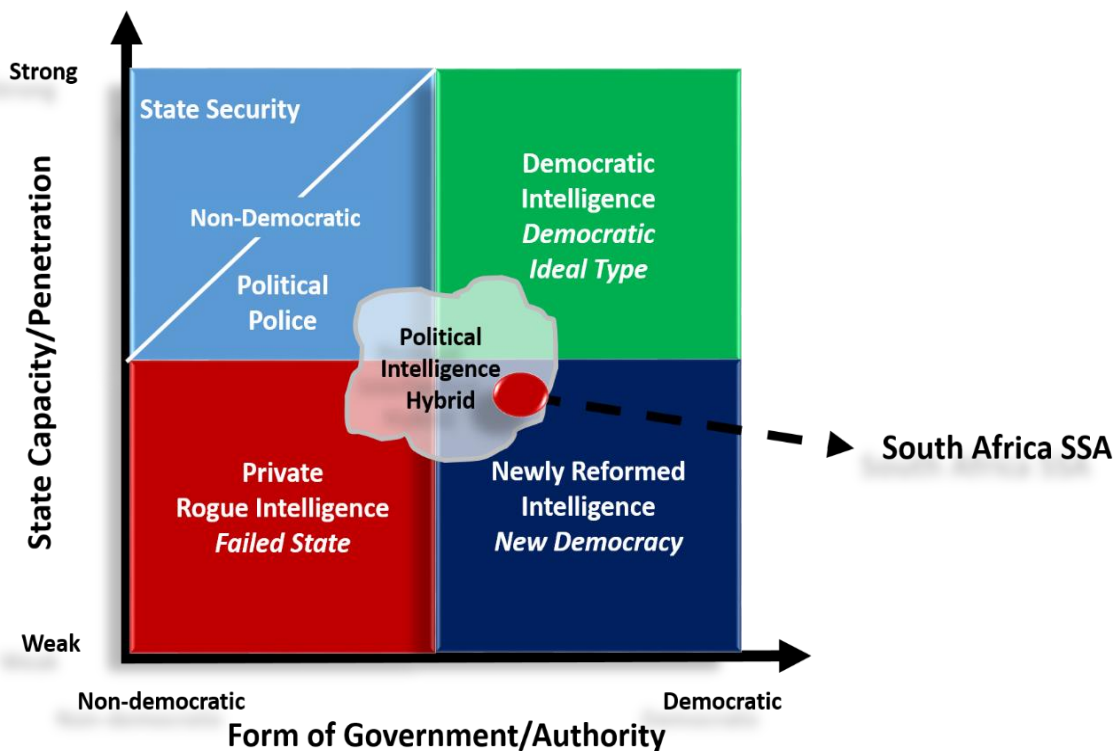 Strong
State Security
Non-Democratic
Political
Police
Democratic
Intelligence
Democratic
Ideal Type
Political
Intelligence
Hybrid
Private
Rogue Intelligence
Failed State
Newly Reformed
Intelligence
New Democracy
South Africa SSA
State Capacity/Penetration
Weak
Non-democratic
Democratic
Form of Government/Authority